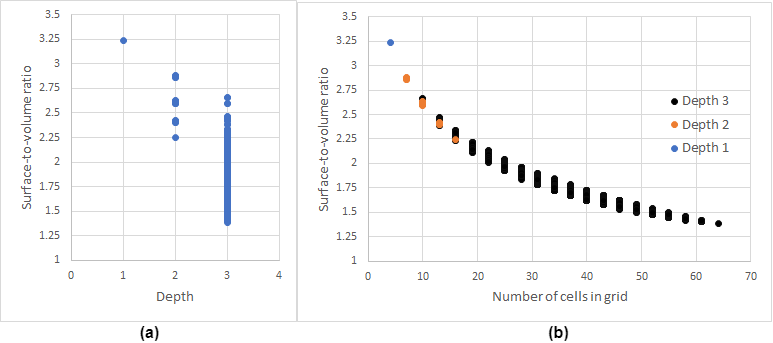 3.5
3.25
3
2.75
2.5
2.25
2
1.75
1.5
1.25
1
0 1 2 3 4
Surface-to-volume ratio
Depth
(a)
3.5
3.25
3
2.75
2.5
2.25
2
1.75
1.5
1.25
1
0 10 20 30 40 50 60 70
Surface-to-volume ratio
Number of cells in grid
Depth 3
Depth 2
Depth 1
(b)